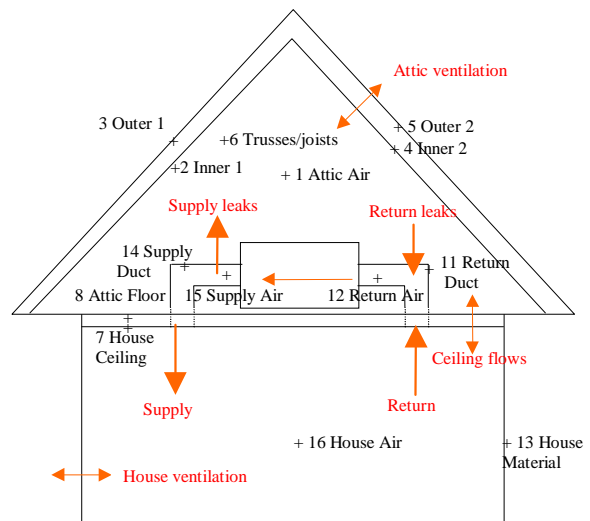 Attic ventilation
3 Outer 1
5 Outer 2
+6 Trusses/joists
4 Inner 2
2 Inner 1
1 Attic Air
Supply leaks
Return leaks
14 Supply
Duct
11 Return
Duct
8 Attic Floor
15 Supply Air
12 Return Air
7 House
Ceiling
Ceiling flows
Supply
Return
+ 16 House Air
+ 13 House
Material
House ventilation